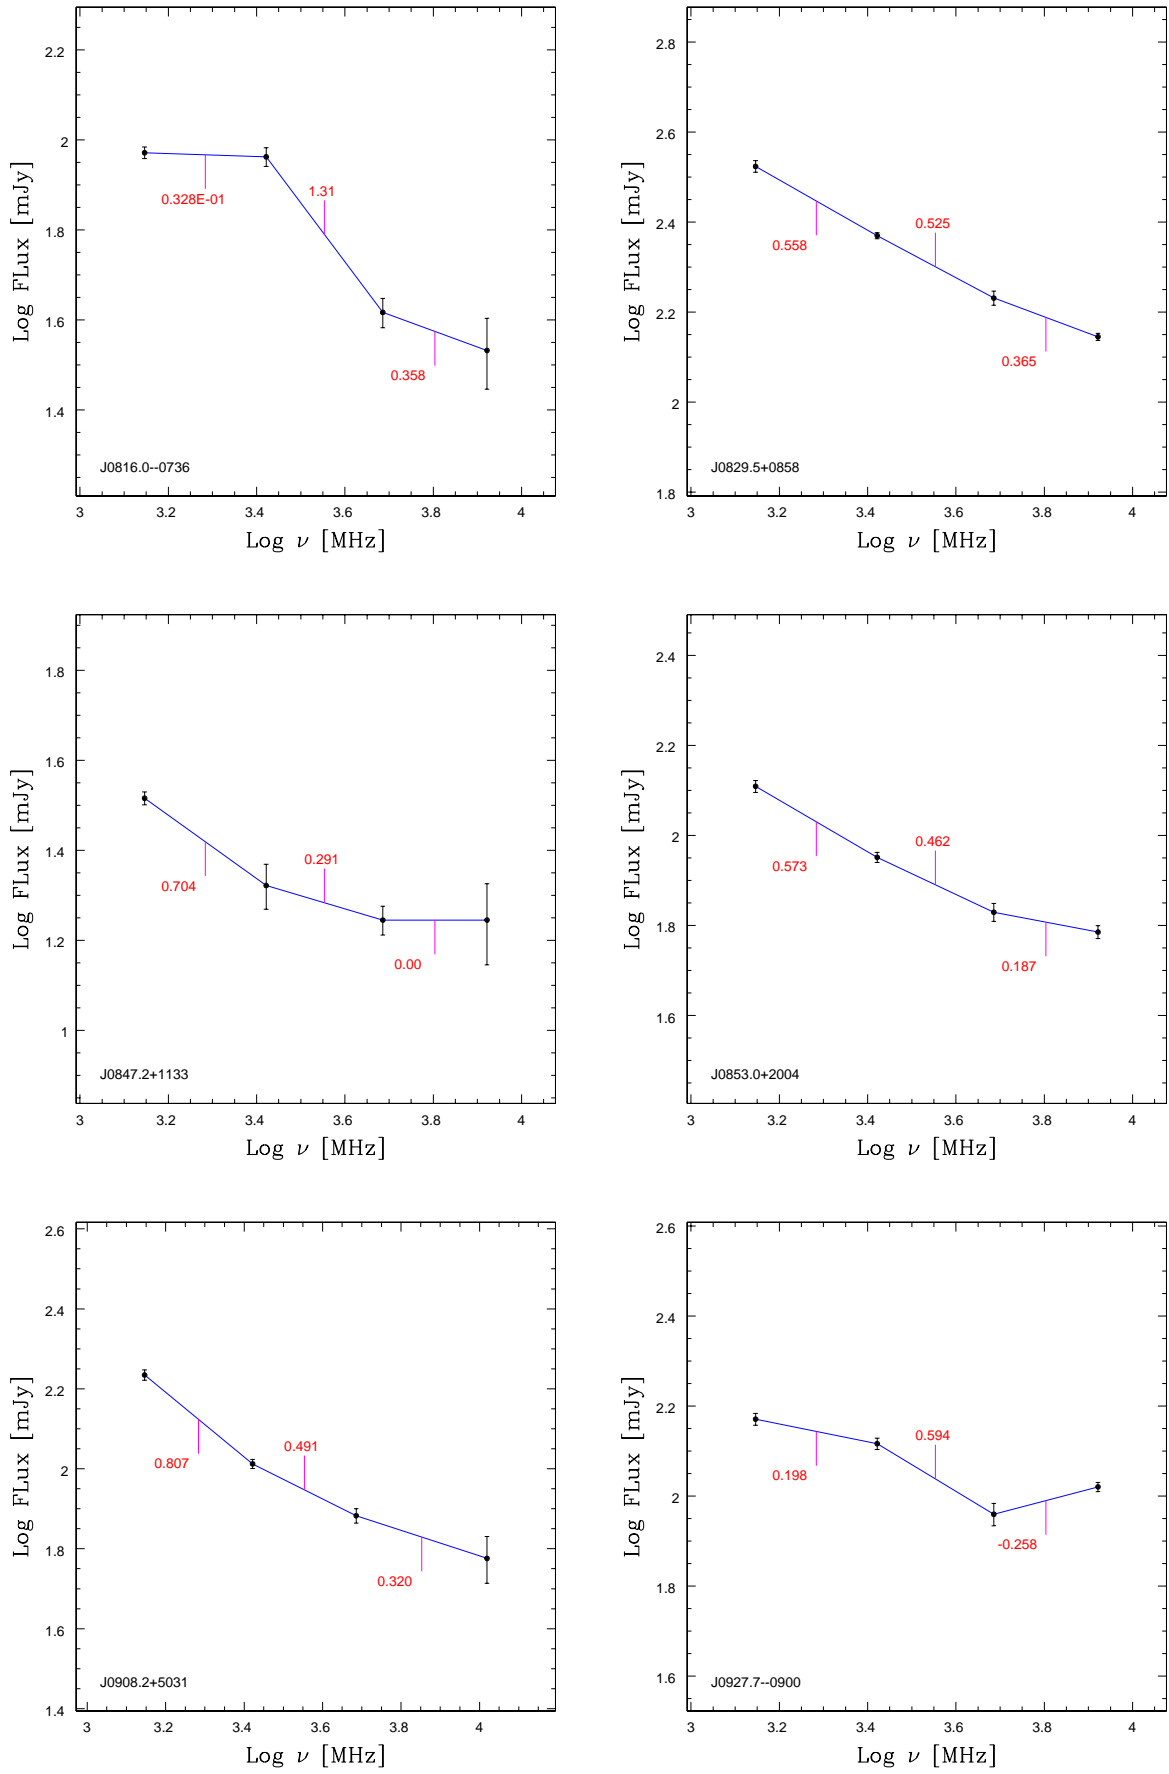 2.2
2
1.8
1.6
1.4
Log FLux [mJy]
0.328E-01
1.31
0.358
J0816.0--0736
3 3.2 3.4 3.6 3.8 4
Log ν [MHz]
2.8
2.6
2.4
2.2
2
1.8
Log FLux [mJy]
0.558
0.525
0.365
J0829.5+0858
3 3.2 3.4 3.6 3.8 4
Log ν [MHz]
1.8
1.6
1.4
1.2
1
Log FLux [mJy]
0.704
0.291
0.00
J0847.2+1133
3 3.2 3.4 3.6 3.8 4
Log ν [MHz]
2.4
2.2
2
1.8
1.6
Log FLux [mJy]
0.573
0.462
0.187
J0853.0+2004
3 3.2 3.4 3.6 3.8 4
Log ν [MHz]
2.6
2.4
2.2
2
1.8
1.6
1.4
Log FLux [mJy]
0.807
0.491
0.320
J0908.2+5031
3 3.2 3.4 3.6 3.8 4
Log ν [MHz]
2.6
2.4
2.2
2
1.8
1.6
Log FLux [mJy]
0.198
0.594
-0.258
J0927.7--0900
3 3.2 3.4 3.6 3.8 4
Log ν [MHz]